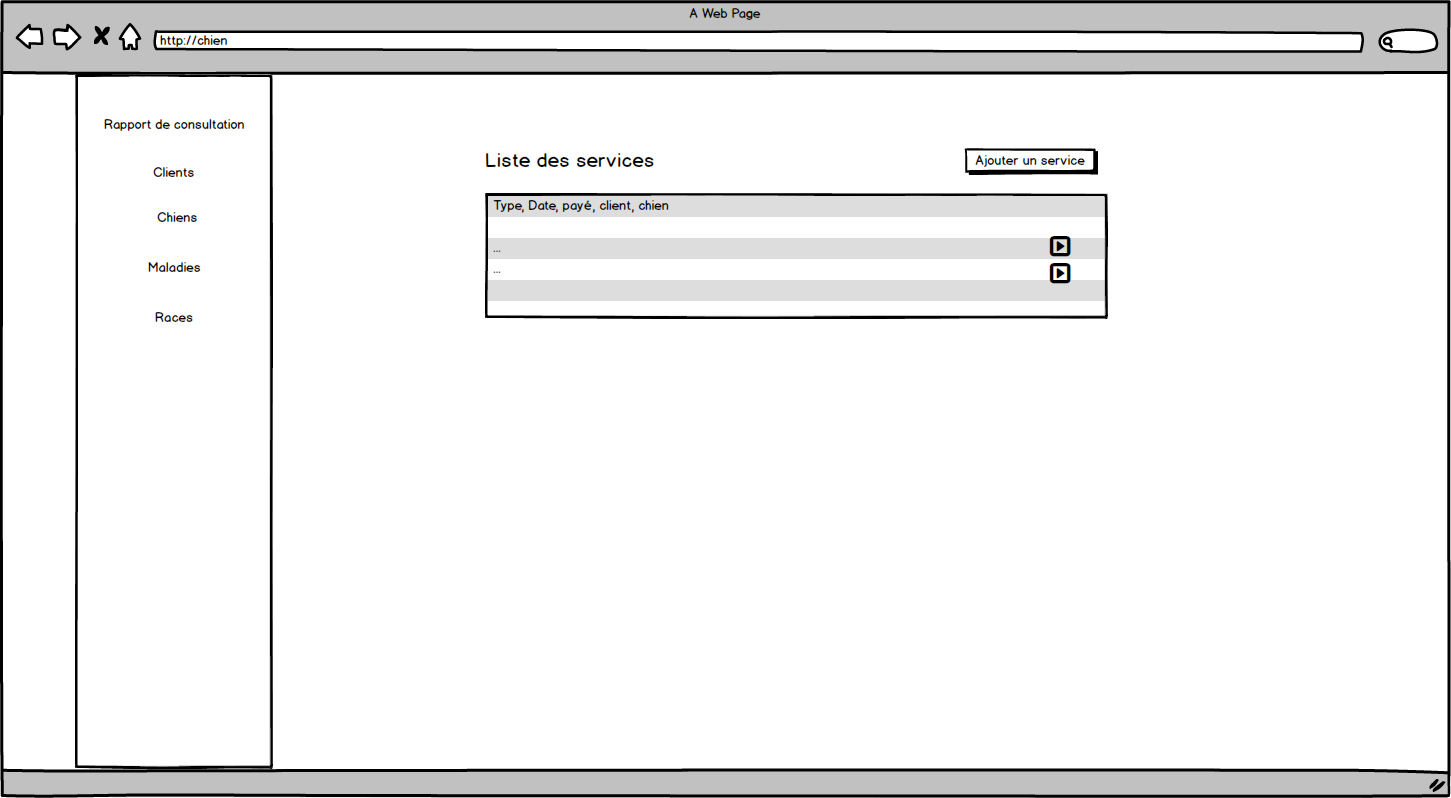 A Web Page
http://chien
Rapport de consultation
Clients
Chiens
Maladies
Races
Liste des services
Ajouter un service
Type, Date, payé, client, chien
...
...